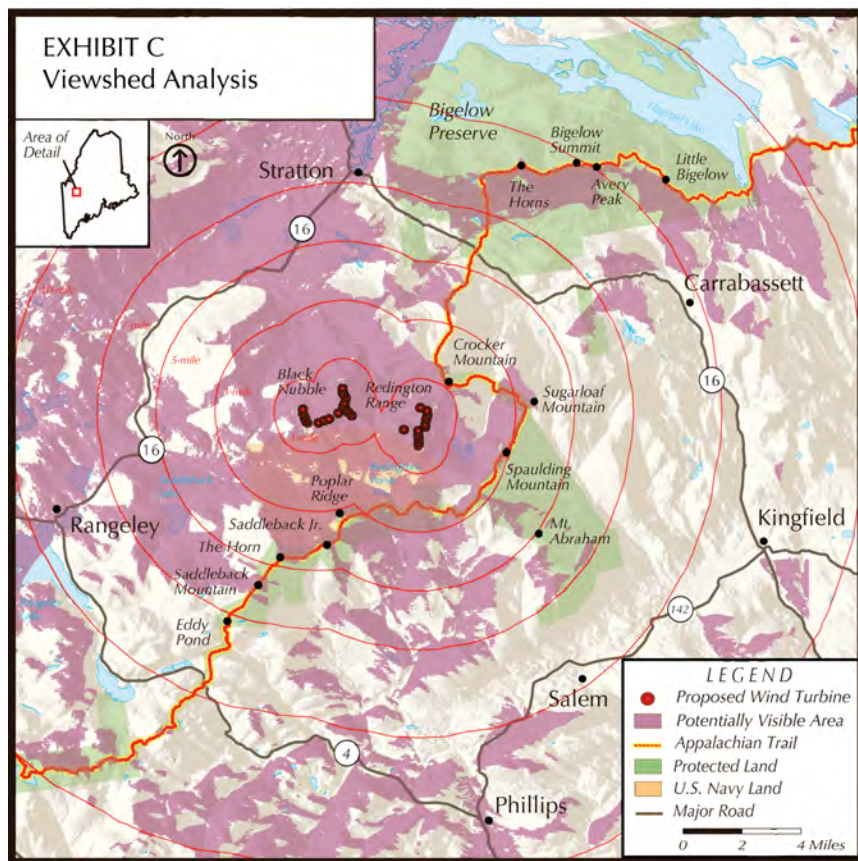 EXHIBIT C
Viewshed Analysis
Area of
Detail
North
Stratton
16
Bigelow
Preserve
Bigelow
Summit
The
Horns
Avery
Peak
Little
Bigelow
Carrabassett
16
Crocker
Mountain
Sugarloaf
Mountain
Black
Nubble
Redington
Range
5-mile
16
Spaulding
Mountain
Poplar
Ridge
Rangeley
Saddleback Jr.
The Horn
Mt.
Abraham
Kingfield
Saddleback
Mountain
Eddy
Pond
142
Salem
4
Phillips
LEGEND
Proposed Wind Turbine
Potentially Visible Area
Appalachian Trail
Protected Land
U.S. Navy Land
Major Road
0 2 4 Miles